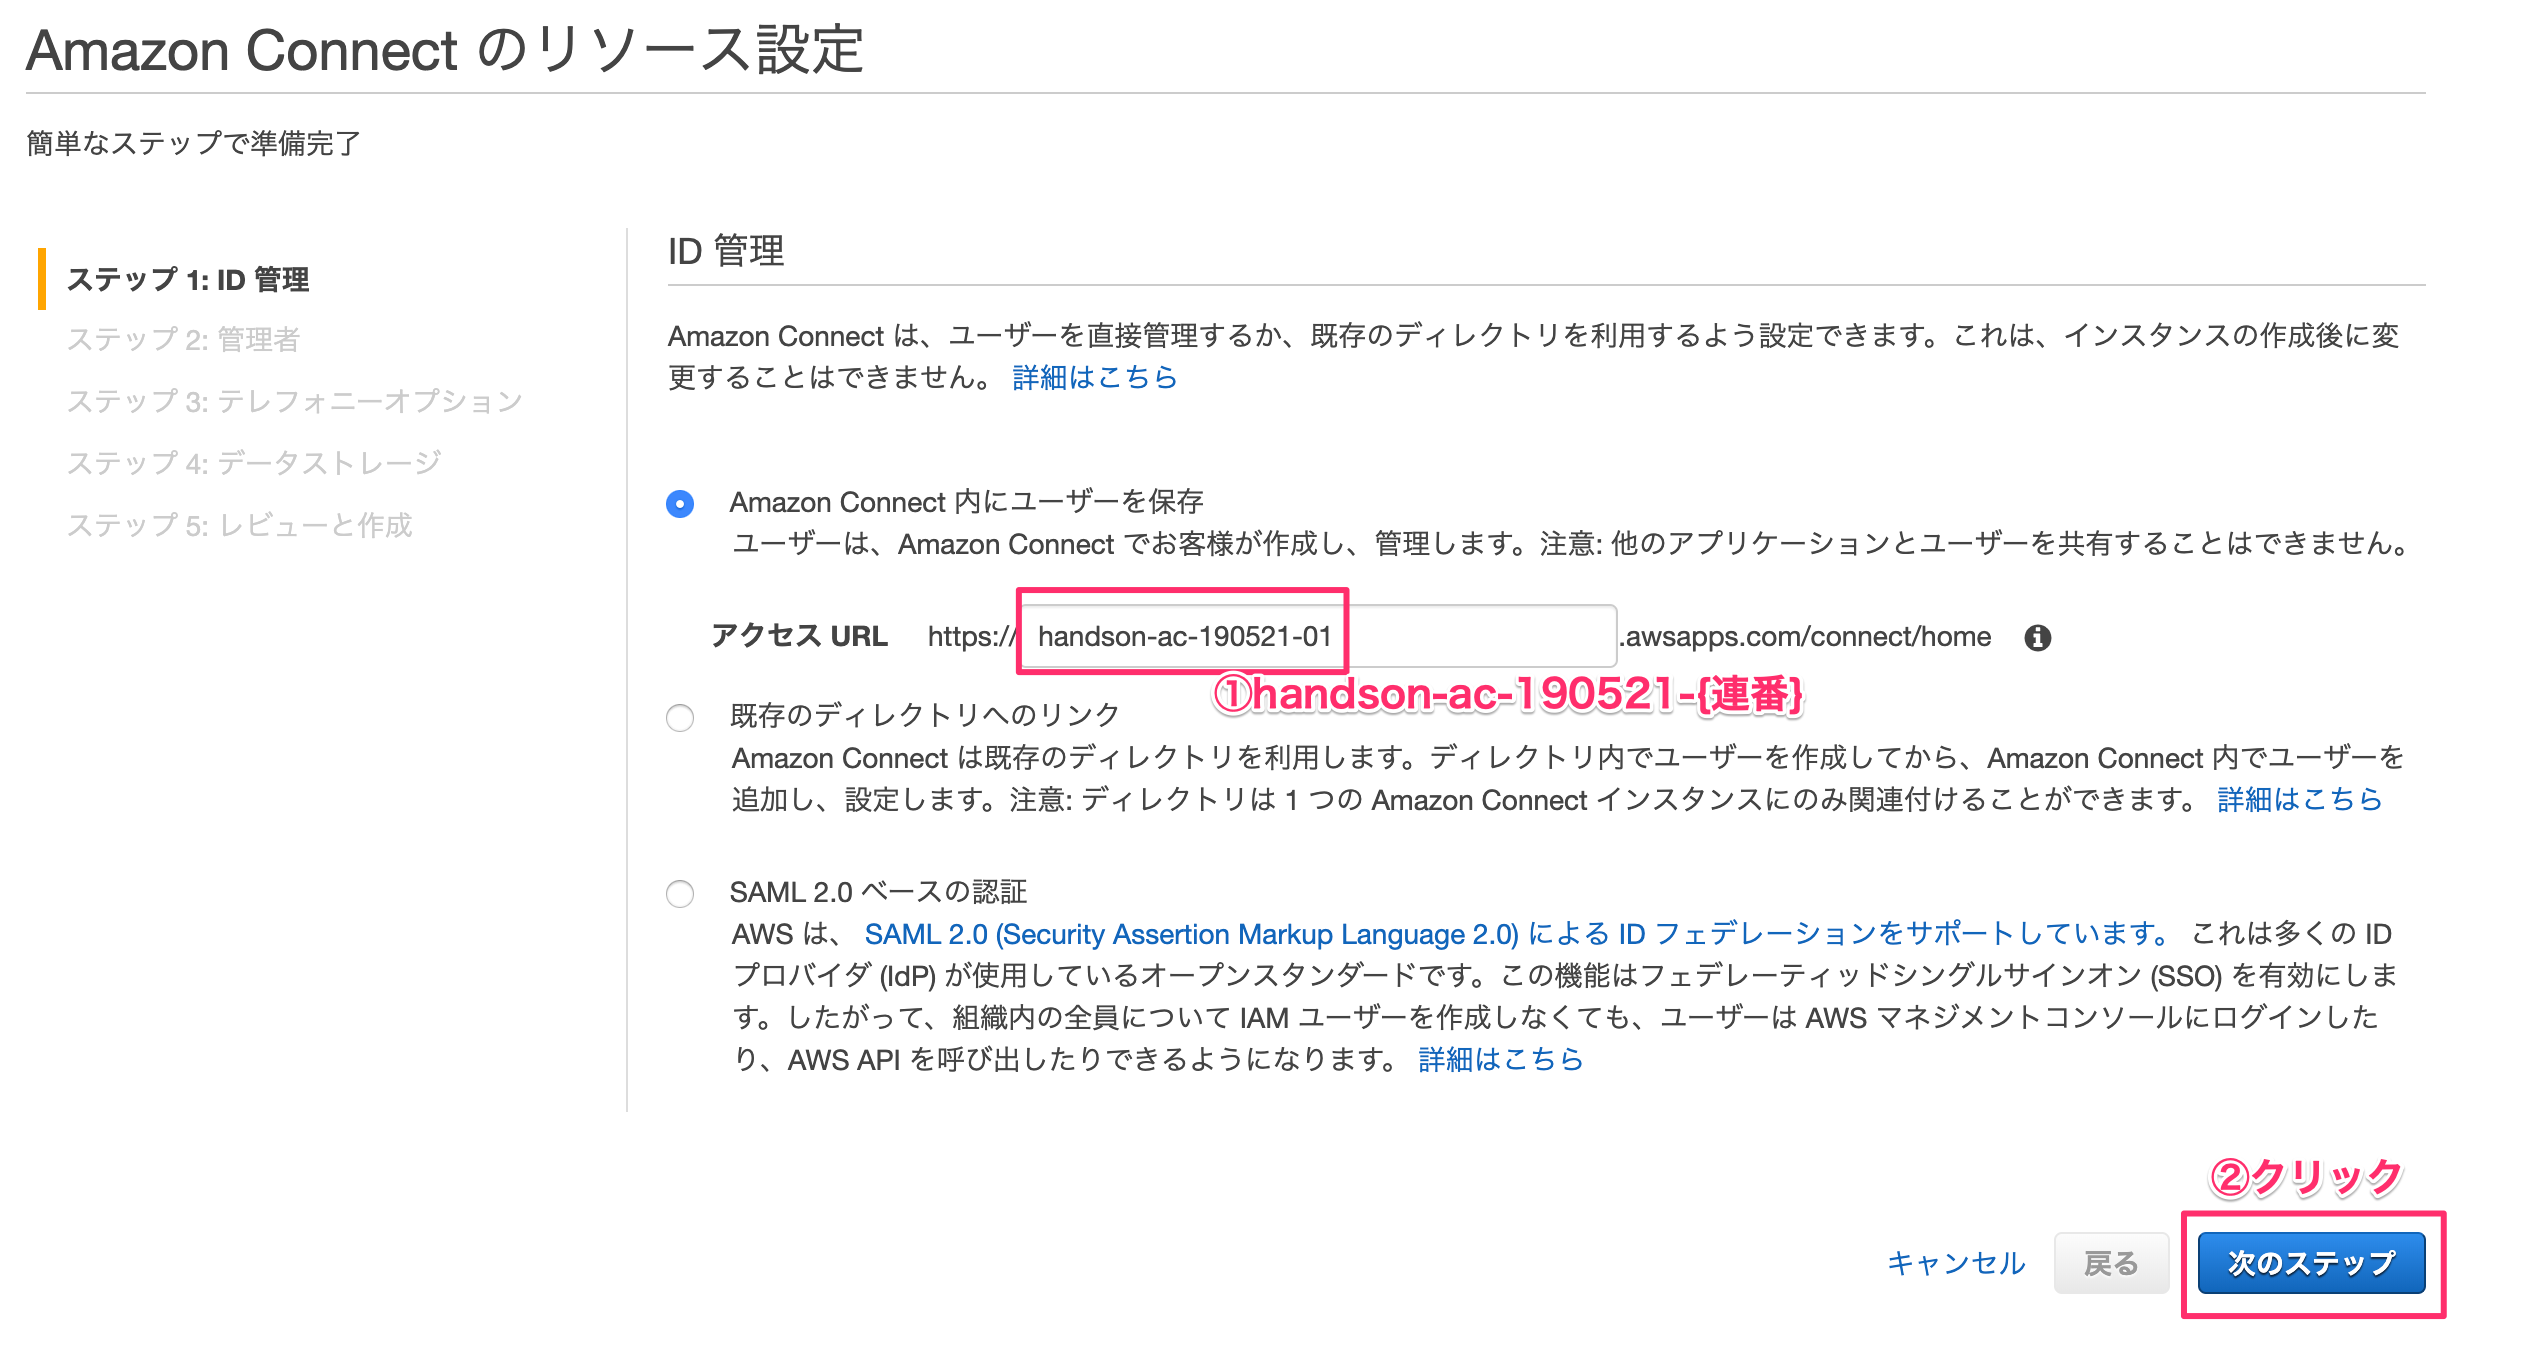 Amazon Connect のリソース設定
簡単なステップで準備完了
ステップ 1: ID 管理
ステップ 2: 管理者
ステップ 3: テレフォニーオプション
ステップ 4: データストレージ
ステップ 5: レビューと作成
ID 管理
Amazon Connect は、ユーザーを直接管理するか、既存のディレクトリを利用するよう設定できます。これは、インスタンスの作成後に変
更することはできません。 詳細はこちら
Amazon Connect 内にユーザーを保存
ユーザーは、Amazon Connect でお客様が作成し、管理します。注意: 他のアプリケーションとユーザーを共有することはできません。
アクセス URL https:// handson-ac-190521-01 .awsapps.com/connect/home
①handson-ac-190521-{連番}
既存のディレクトリへのリンク
Amazon Connect は既存のディレクトリを利用します。ディレクトリ内でユーザーを作成してから、Amazon Connect 内でユーザーを
追加し、設定します。注意: ディレクトリは 1 つの Amazon Connect インスタンスにのみ関連付けることができます。 詳細はこちら
SAML 2.0 ベースの認証
AWS は、 SAML 2.0 (Security Assertion Markup Language 2.0) による ID フェデレーションをサポートしています。 これは多くの ID
プロバイダ (IdP) が使用しているオープンスタンダードです。この機能はフェデレーティッドシングルサインオン (SSO) を有効にしま
す。したがって、組織内の全員について IAM ユーザーを作成しなくても、ユーザーは AWS マネジメントコンソールにログインした
り、AWS API を呼び出したりできるようになります。 詳細はこちら
②クリック
キャンセル 戻る 次のステップ